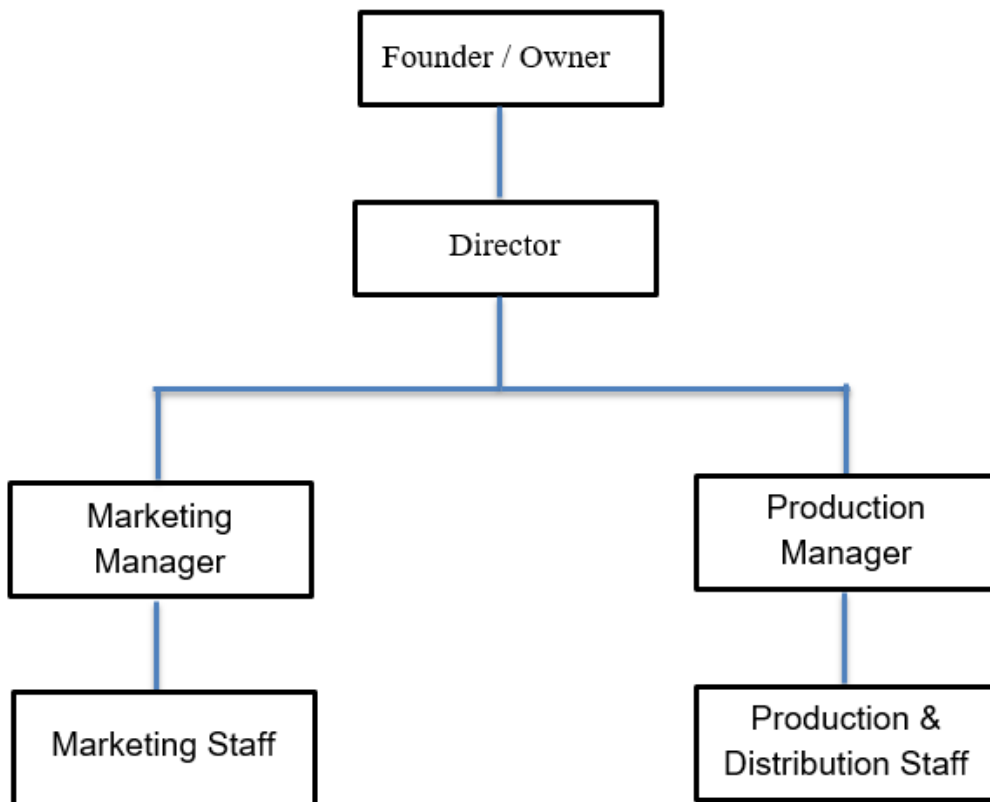 Founder / Owner
Director
Marketing
Manager
Production
Manager
Marketing Staff
Production &
Distribution Staff